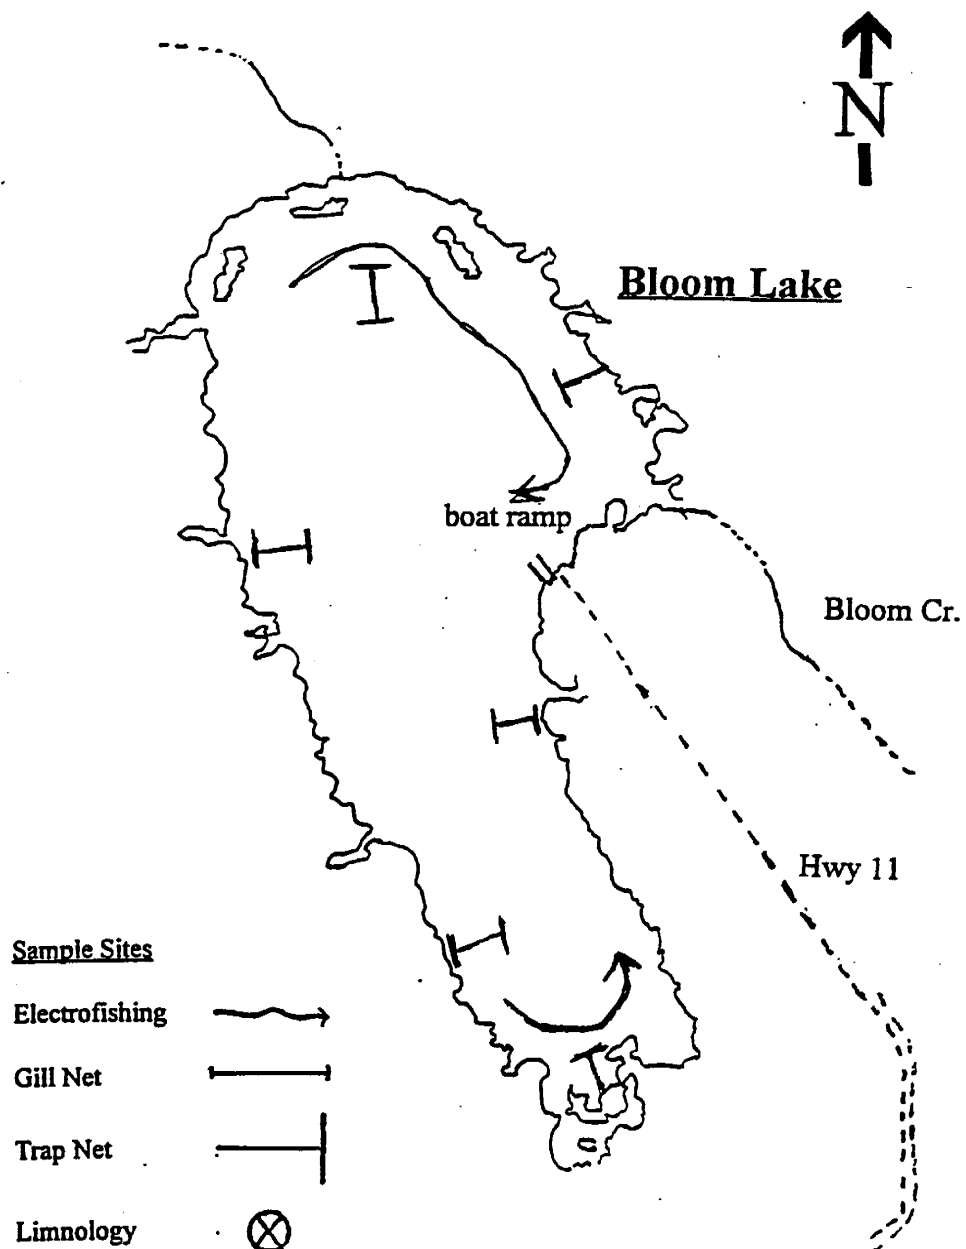 N
Bloom Lake
boat ramp
Bloom Cr.
Hwy 11
Sample Sites
Electrofishing
Gill Net
Trap Net
Limnology